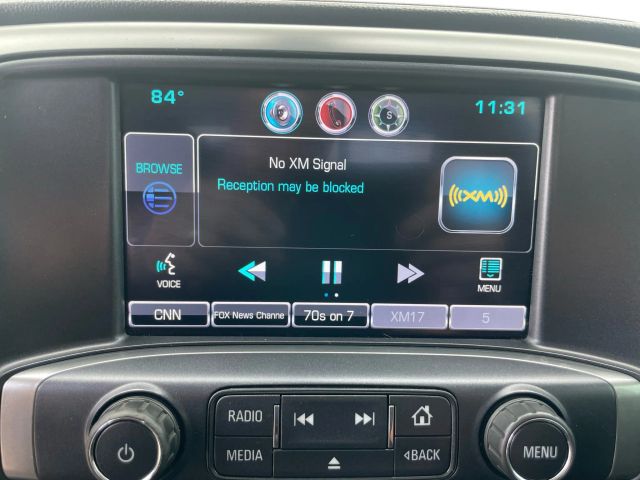 84° 11:31
S
No XM Signal
BROWSE Reception may be blocked
((XM))
VOICE MENU
CNN FOX News Channe 70s on 7 XM17 5
RADIO
MEDIA BACK
MENU